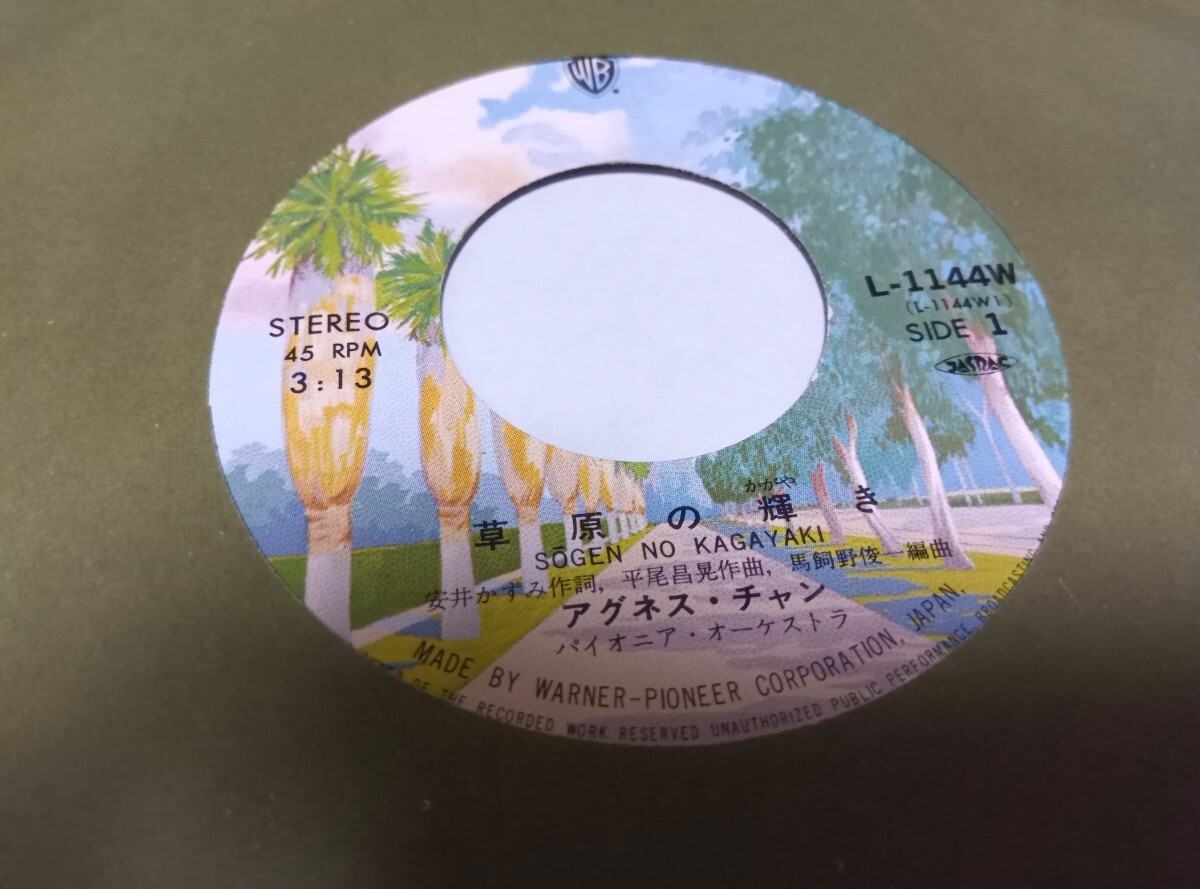 WB
STEREO
45 RPM
3:13
L-1144W
(L-1144W1)
SIDE 1
JASRAC
かがや
草原の輝き
SŌGEN NO KAGAYAKI
安井かずみ作詞, 平尾昌晃作曲, 馬飼野俊一編曲
アグネス・チャン
パイオニア・オーケストラ
MADE BY WARNER-PIONEER CORPORATION, JAPAN.
OF THE RECORDED WORK RESERVED UNAUTHORIZED PUBLIC PERFORMANCE BROADCASTING